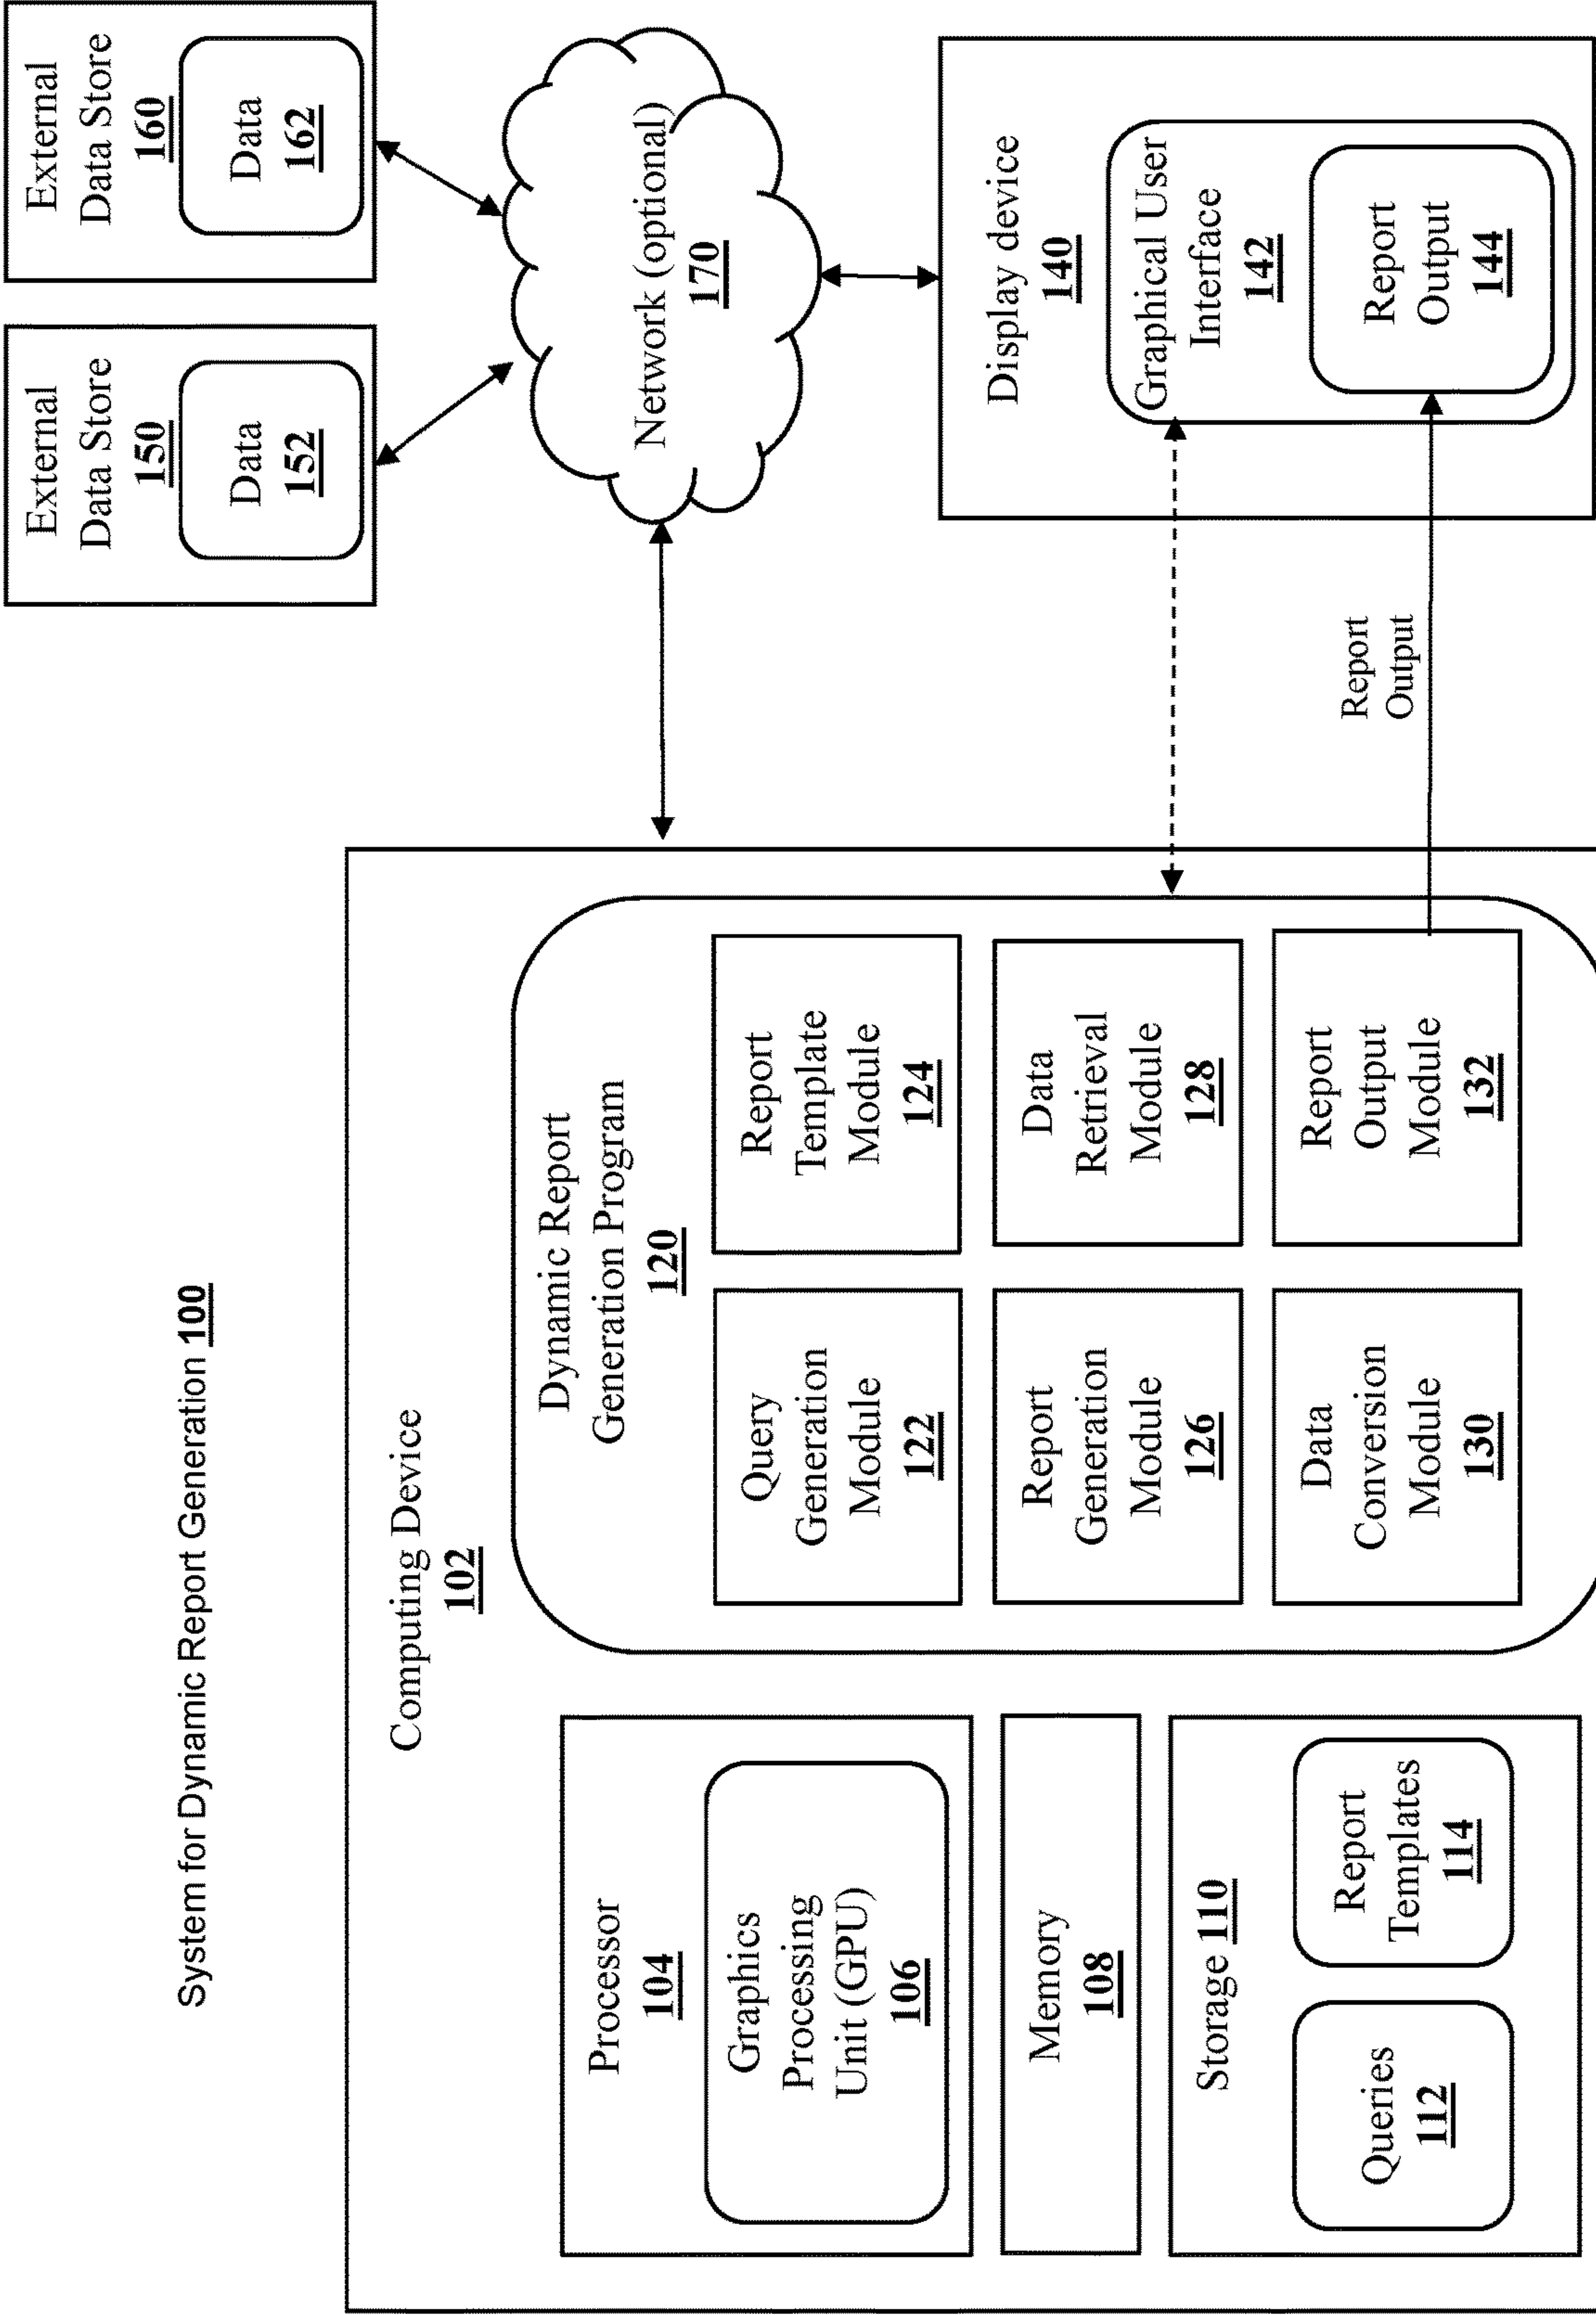 System for Dynamic Report Generation 100
Computing Device
102
Processor
104
Graphics
Processing
Unit (GPU)
106
Memory
108
Storage 110
Queries
112
Report
Templates
114
Dynamic Report
Generation Program
120
Query
Generation
Module
122
Report
Template
Module
124
Report
Generation
Module
126
Data
Retrieval
Module
128
Data
Conversion
Module
130
Report
Output
Module
132
Report
Output
External
Data Store
150
Data
152
External
Data Store
160
Data
162
Network (optional)
170
Display device
140
Graphical User
Interface
142
Report
Output
144